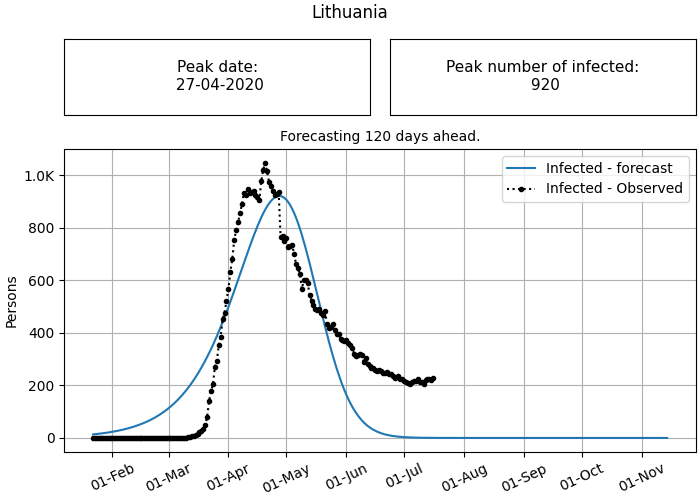 Lithuania
Peak date:
27-04-2020
Peak number of infected:
920
Forecasting 120 days ahead.
Infected - forecast
Infected - Observed
Persons
1.0K
800
600
400
200
0
01-Feb
01-Mar
01-Apr
01-May
01-Jun
01-Jul
01-Aug
01-Sep
01-Oct
01-Nov